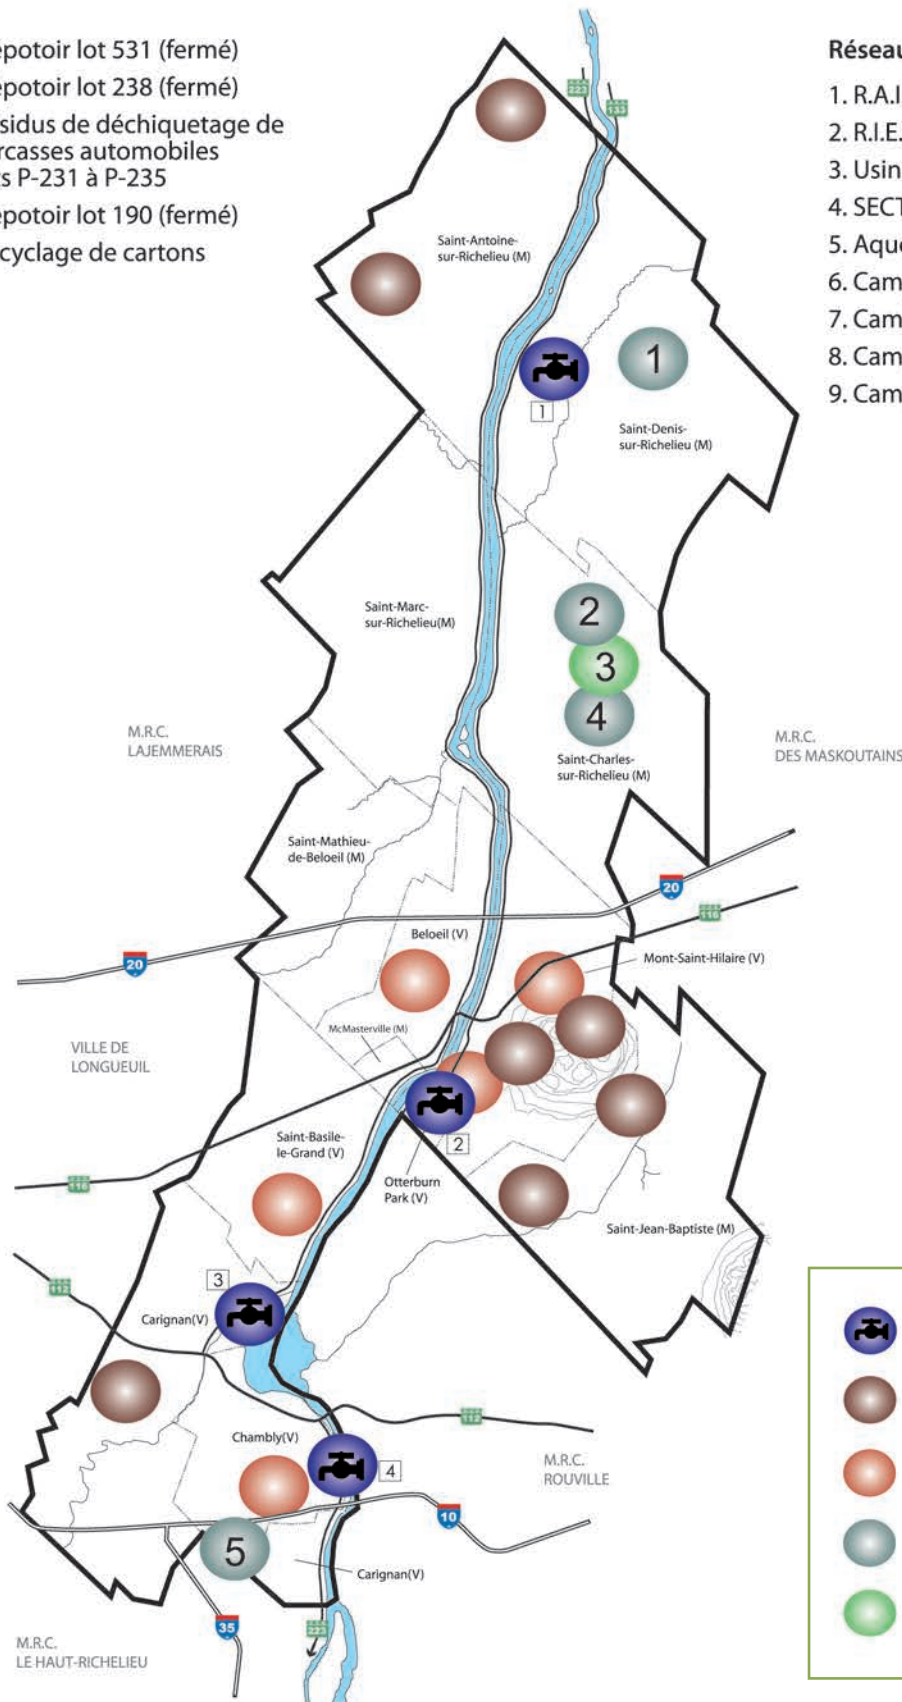 épotoir lot 531 (fermé)
épotoir lot 238 (fermé)
sidus de déchiquetage de
rcasses automobiles
ts P-231 à P-235
épotoir lot 190 (fermé)
cyclage de cartons
Réseau
1. R.A.I
2. R.I.E.
3. Usin
4. SECT
5. Aque
6. Cam
7. Cam
8. Cam
9. Cam
223
133
Saint-Antoine-
sur-Richelieu (M)
1
1
Saint-Denis-
sur-Richelieu (M)
2
Saint-Marc-
sur-Richelieu(M)
3
4
M.R.C.
LAJEMMERAIS
M.R.C.
DES MASKOUTAINS
Saint-Charles-
sur-Richelieu (M)
Saint-Mathieu-
de-Beloeil (M)
20
116
Beloeil (V)
20
Mont-Saint-Hilaire (V)
McMasterville (M)
VILLE DE
LONGUEUIL
Saint-Basile-
le-Grand (V)
2
116
Otterburn
Park (V)
Saint-Jean-Baptiste (M)
3
112
Carignan(V)
112
Chambly(V)
4
M.R.C.
ROUVILLE
10
5
Carignan(V)
35
223
M.R.C.
LE HAUT-RICHELIEU